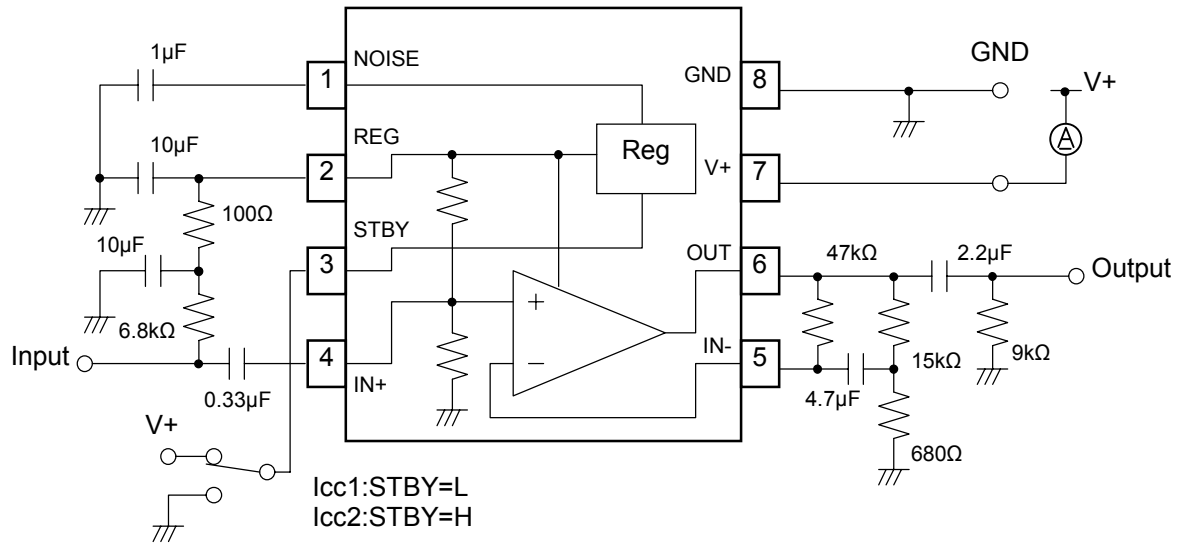 1µF
1
NOISE
GND
8
GND
V+
A
10µF
2
REG
Reg
V+
7
100Ω
10µF
3
STBY
OUT
6
47kΩ
2.2µF
Output
6.8kΩ
+
-
Input
4
IN+
IN-
5
15kΩ
9kΩ
0.33µF
4.7µF
680Ω
V+
Icc1:STBY=L
Icc2:STBY=H